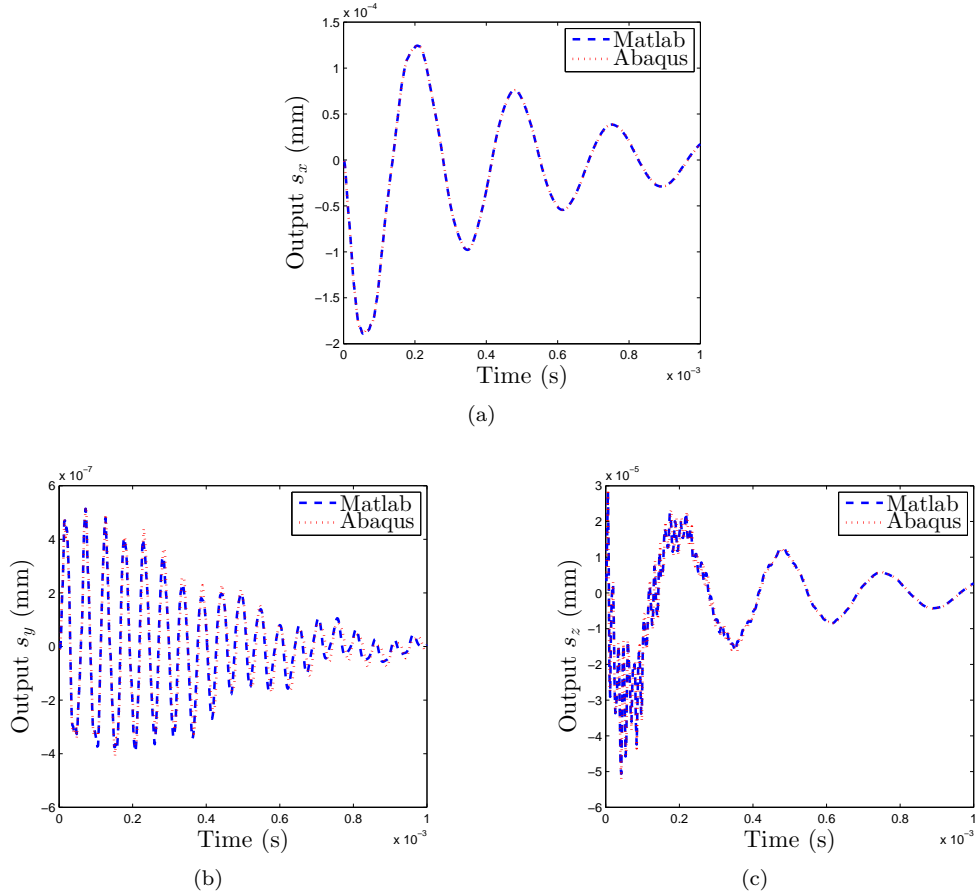 x 10⁻⁴
1.5
1
0.5
0
−0.5
−1
−1.5
−2
Output s_x (mm)
Matlab
Abaqus
0 0.2 0.4 0.6 0.8 1
Time (s)
x 10⁻³
(a)
x 10⁻⁷
6
4
2
0
−2
−4
−6
Output s_y (mm)
Matlab
Abaqus
0 0.2 0.4 0.6 0.8 1
Time (s)
x 10⁻³
(b)
x 10⁻⁵
3
2
1
0
−1
−2
−3
−4
−5
−6
Output s_z (mm)
Matlab
Abaqus
0 0.2 0.4 0.6 0.8 1
Time (s)
x 10⁻³
(c)